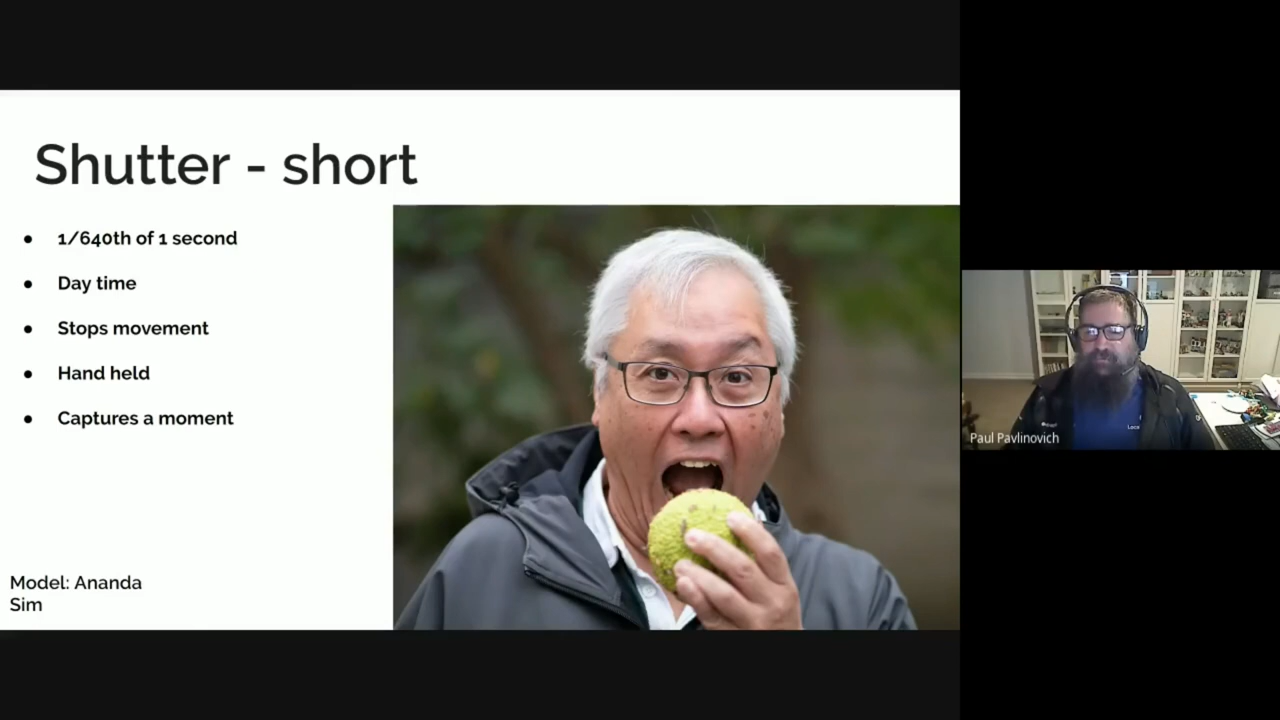 Shutter - short
● 1/640th of 1 second
● Day time
● Stops movement
● Hand held
● Captures a moment
Model: Ananda
Sim
Paul Pavlinovich